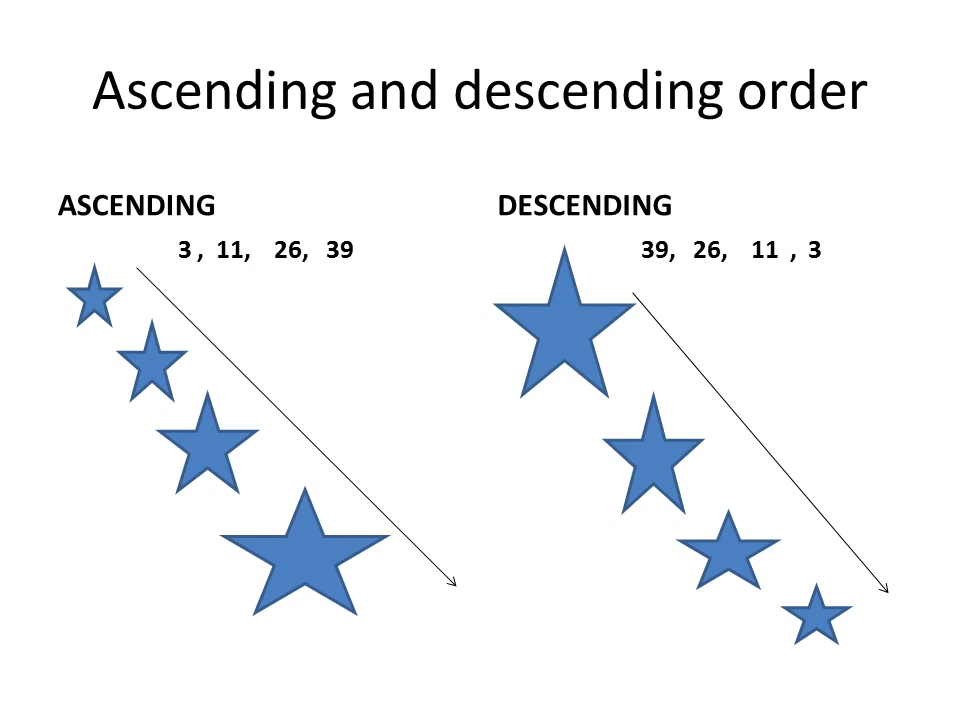 Ascending and descending order
ASCENDING
3 , 11, 26, 39
DESCENDING
39, 26, 11 , 3